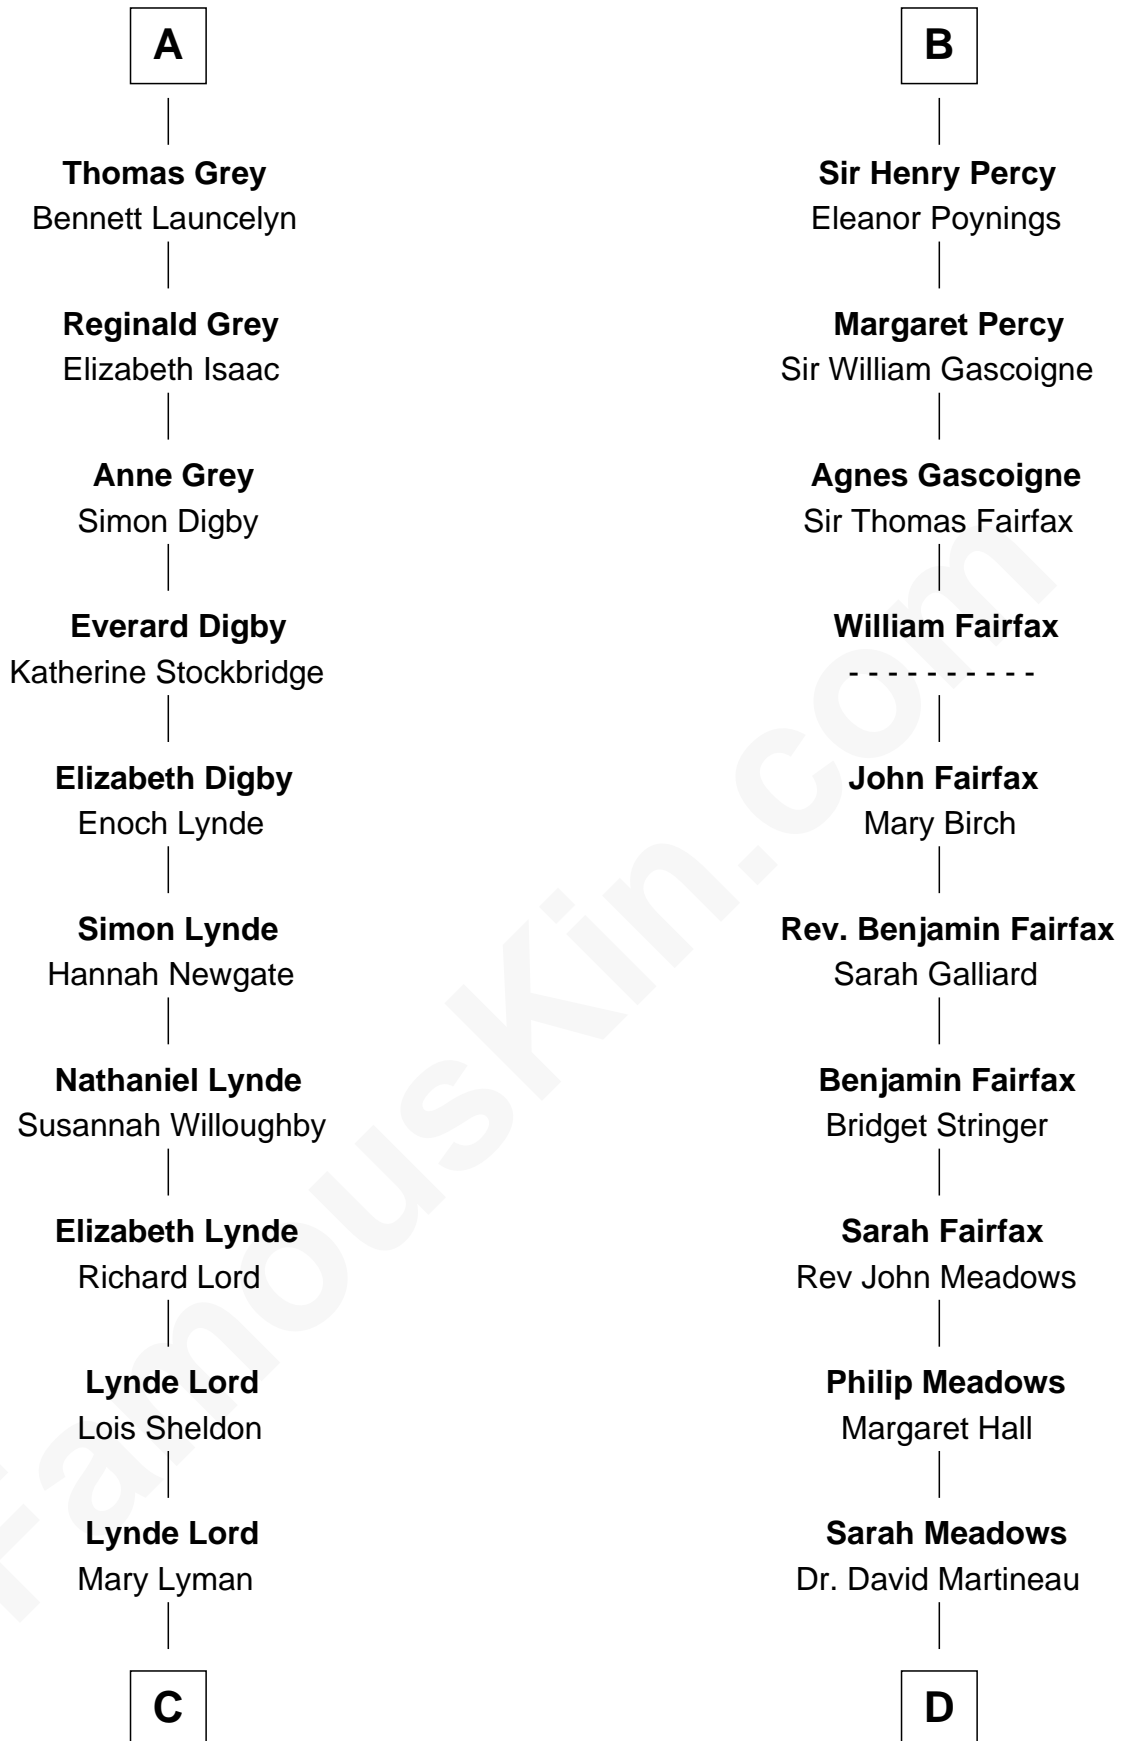 A
Thomas Grey
Bennett Launcelyn
Reginald Grey
Elizabeth Isaac
Anne Grey
Simon Digby
Everard Digby
Katherine Stockbridge
Elizabeth Digby
Enoch Lynde
Simon Lynde
Hannah Newgate
Nathaniel Lynde
Susannah Willoughby
Elizabeth Lynde
Richard Lord
Lynde Lord
Lois Sheldon
Lynde Lord
Mary Lyman
C
B
Sir Henry Percy
Eleanor Poynings
Margaret Percy
Sir William Gascoigne
Agnes Gascoigne
Sir Thomas Fairfax
William Fairfax
- - - - - - - - - -
John Fairfax
Mary Birch
Rev. Benjamin Fairfax
Sarah Galliard
Benjamin Fairfax
Bridget Stringer
Sarah Fairfax
Rev John Meadows
Philip Meadows
Margaret Hall
Sarah Meadows
Dr. David Martineau
D
FamousKin.com